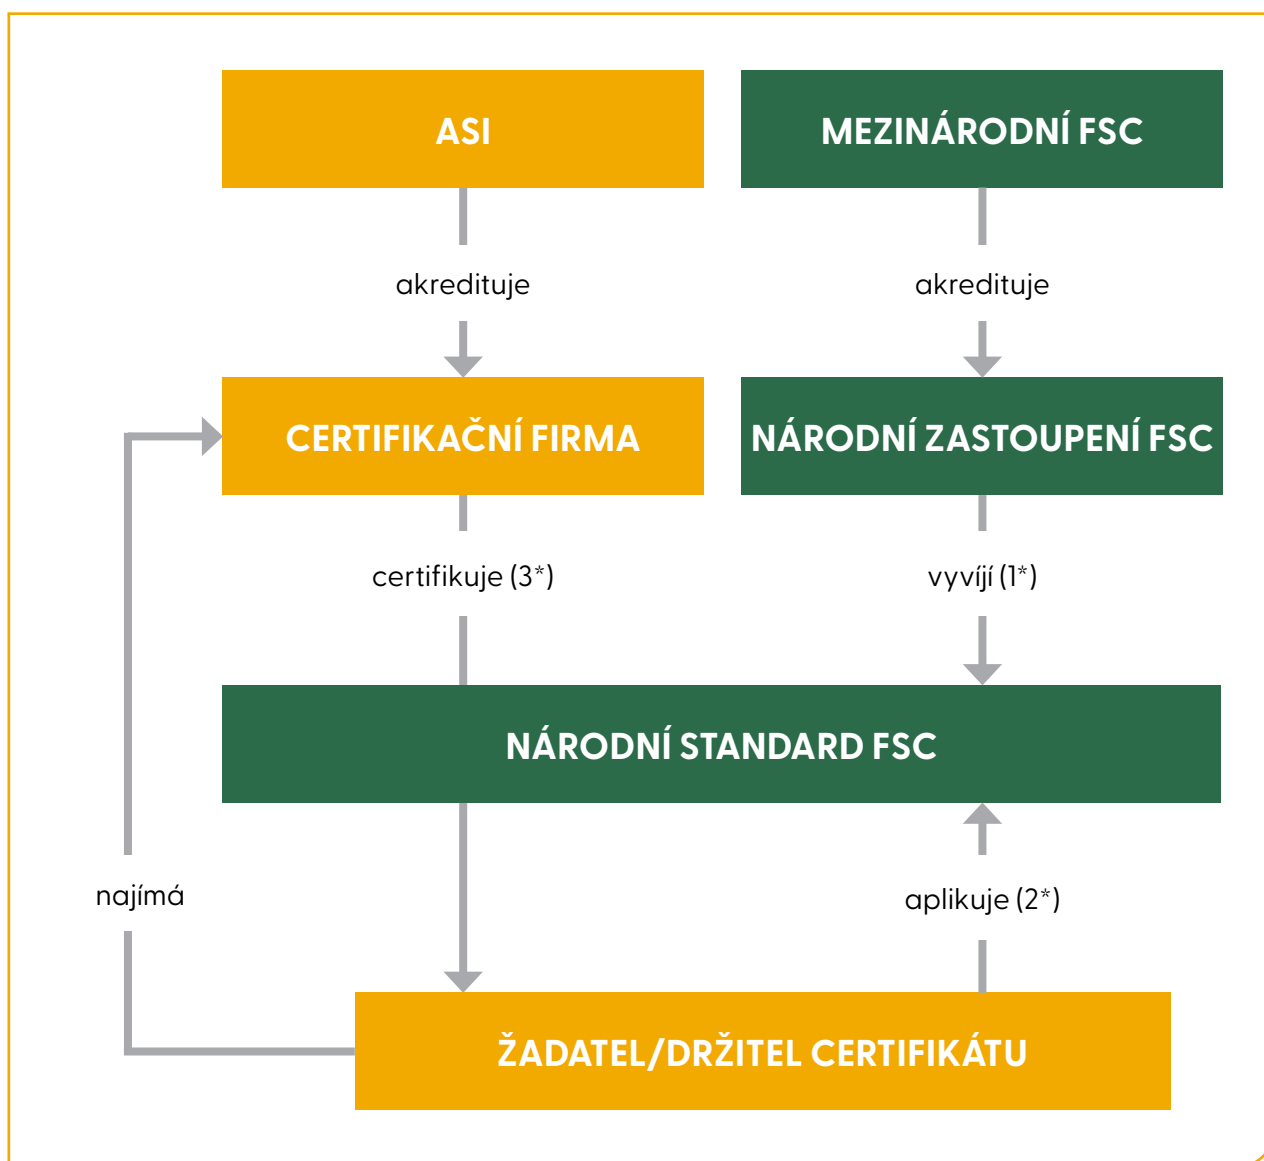 ASI
MEZINÁRODNÍ FSC
akredituje
akredituje
CERTIFIKAČNÍ FIRMA
NÁRODNÍ ZASTOUPENÍ FSC
certifikuje (3*)
vyvíjí (1*)
NÁRODNÍ STANDARD FSC
najímá
aplikuje (2*)
ŽADATEL/DRŽITEL CERTIFIKÁTU